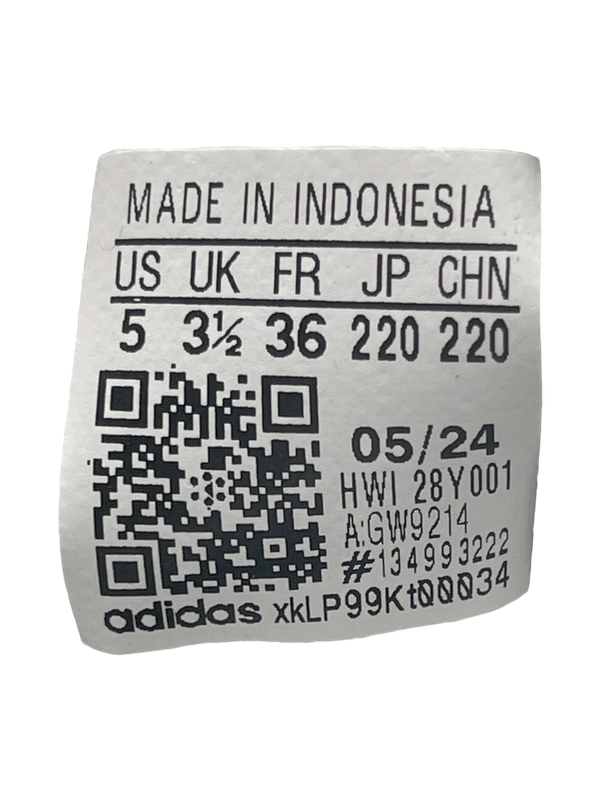 MADE IN INDONESIA
US UK FR JP CHN
5 3½ 36 220 220
05/24
HWI 28Y001
A:GW9214
#134993222
adidas xkLP99Kt00034